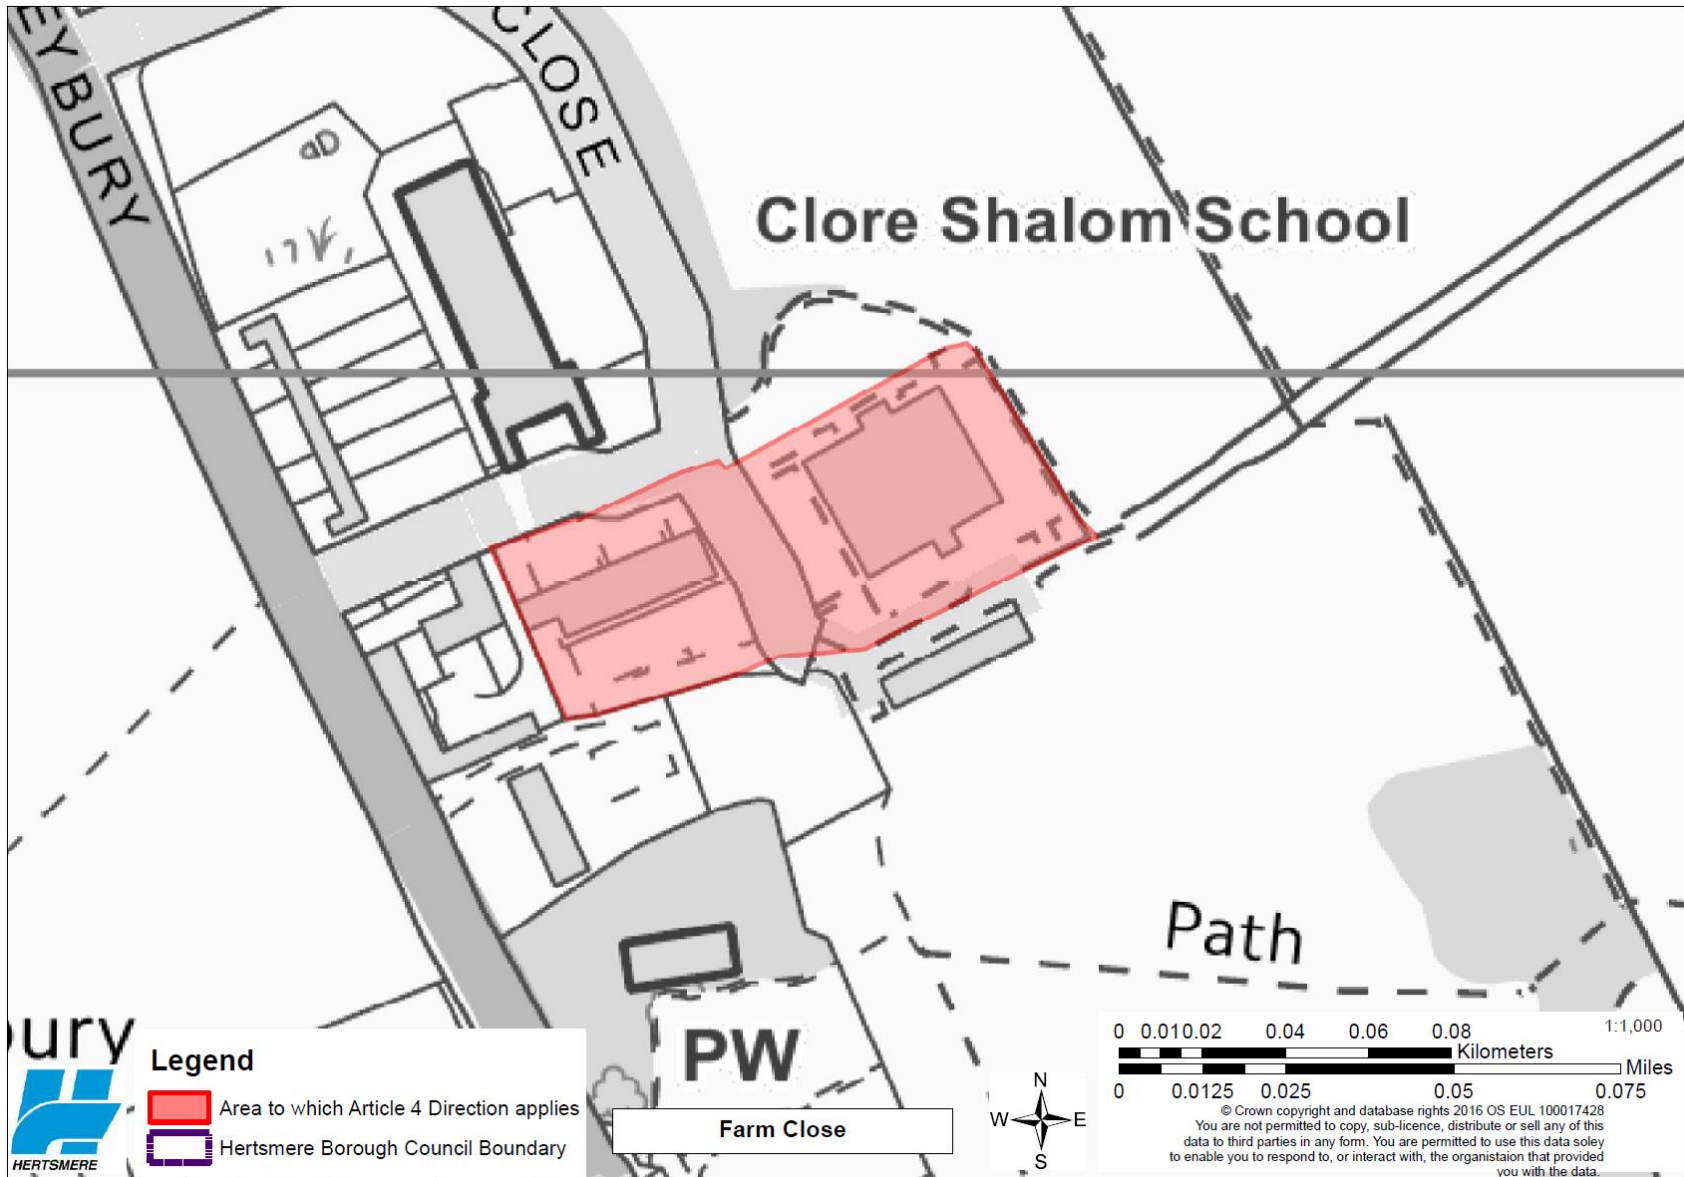 EY BURY
CLOSE
Clore Shalom School
Path
bury
PW
Legend
Area to which Article 4 Direction applies
Hertsmere Borough Council Boundary
HERTSMERE
Farm Close
N
W E
S
1:1,000
0 0.010.02 0.04 0.06 0.08
Kilometers
Miles
0 0.0125 0.025 0.05 0.075
© Crown copyright and database rights 2016 OS EUL 100017428
You are not permitted to copy, sub-licence, distribute or sell any of this
data to third parties in any form. You are permitted to use this data soley
to enable you to respond to, or interact with, the organistaion that provided
you with the data.